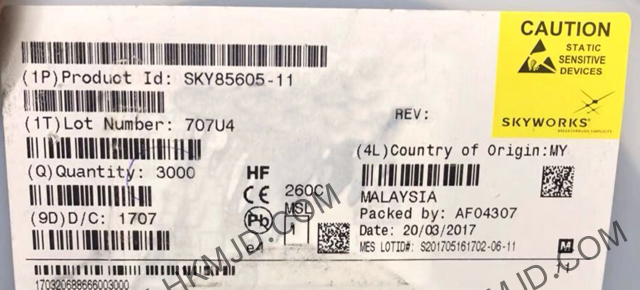 CAUTION
STATIC
SENSITIVE
DEVICES
SKYWORKS
(1P)Product Id: SKY85605-11
REV:
(1T)Lot Number: 707U4
(4L)Country of Origin:MY
(Q)Quantity: 3000
HF
CE 260C
MALAYSIA
MSL
Pb
Packed by: AF04307
(9D)D/C: 1707
Date: 20/03/2017
MES LOTID#: S201705161702-06-11
M
170320688666003000
HKMJD.COM
HKMJD.COM